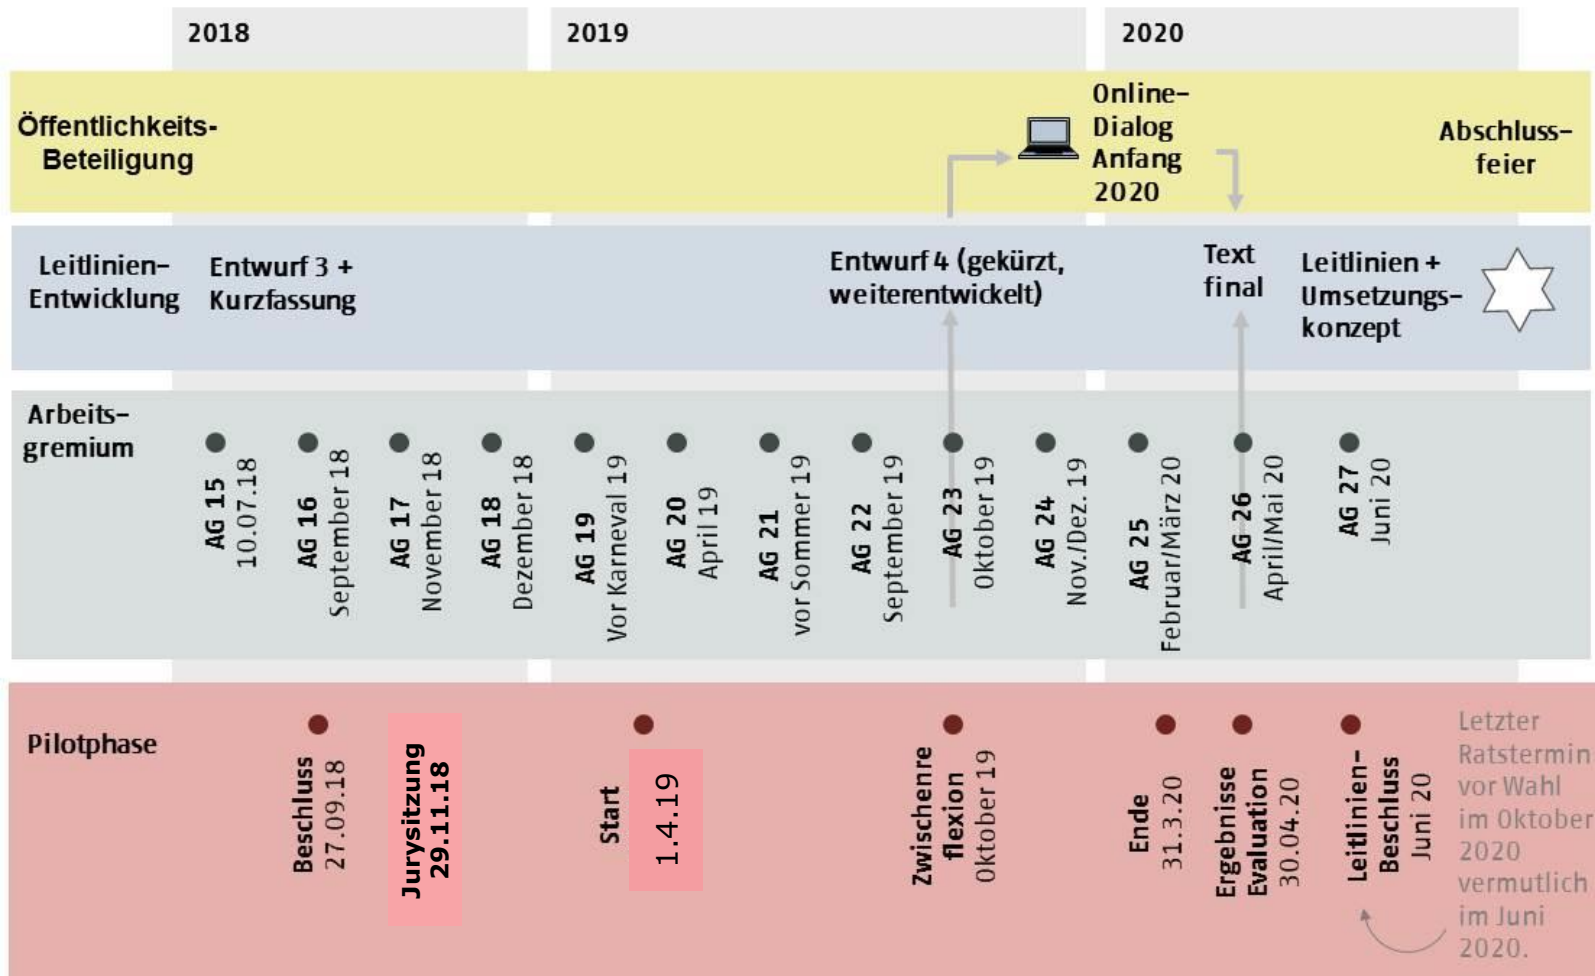 2018
2019
2020
Öffentlichkeits-
Beteiligung
Online-
Dialog
Anfang
2020
Abschluss-
feier
Leitlinien-
Entwicklung
Entwurf 3 +
Kurzfassung
Entwurf 4 (gekürzt,
weiterentwickelt)
Text
final
Leitlinien +
Umsetzungs-
konzept
Arbeits-
gremium
AG 15
10.07.18
AG 16
September 18
AG 17
November 18
AG 18
Dezember 18
AG 19
Vor Karneval 19
AG 20
April 19
AG 21
vor Sommer 19
AG 22
September 19
AG 23
Oktober 19
AG 24
Nov./Dez. 19
AG 25
Februar/März 20
AG 26
April/Mai 20
AG 27
Juni 20
Pilotphase
Beschluss
27.09.18
Jurysitzung
29.11.18
Start
1.4.19
Zwischenre
flexion
Oktober 19
Ende
31.3.20
Ergebnisse
Evaluation
30.04.20
Leitlinien-
Beschluss
Juni 20
Letzter
Ratstermin
vor Wahl
im Oktober
2020
vermutlich
im Juni
2020.